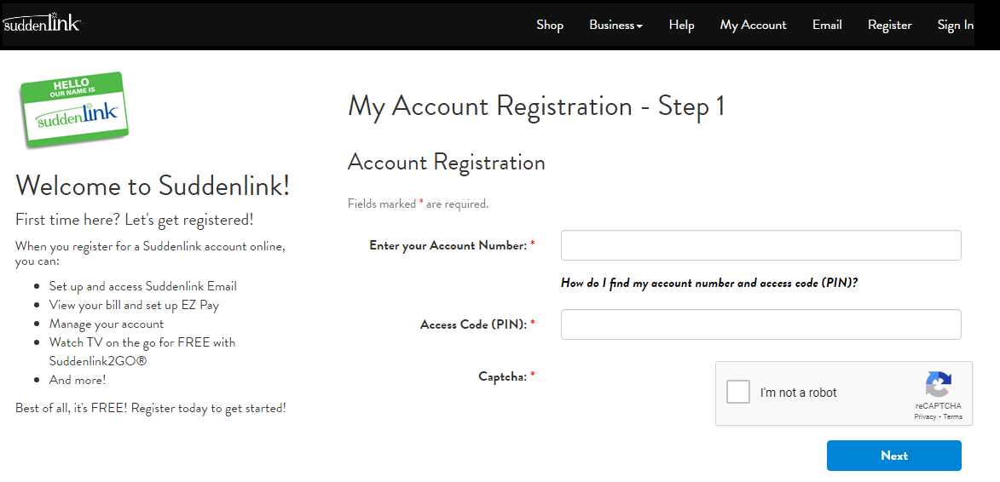 suddenlink
Shop Business Help My Account Email Register Sign In
HELLO
OUR NAME IS
suddenlink
Welcome to Suddenlink!
First time here? Let's get registered!
When you register for a Suddenlink account online,
you can:
Set up and access Suddenlink Email
View your bill and set up EZ Pay
Manage your account
Watch TV on the go for FREE with
Suddenlink2GO®
And more!
Best of all, it's FREE! Register today to get started!
My Account Registration - Step 1
Account Registration
Fields marked * are required.
Enter your Account Number: *
How do I find my account number and access code (PIN)?
Access Code (PIN): *
Captcha: *
I'm not a robot
reCAPTCHA
Privacy - Terms
Next